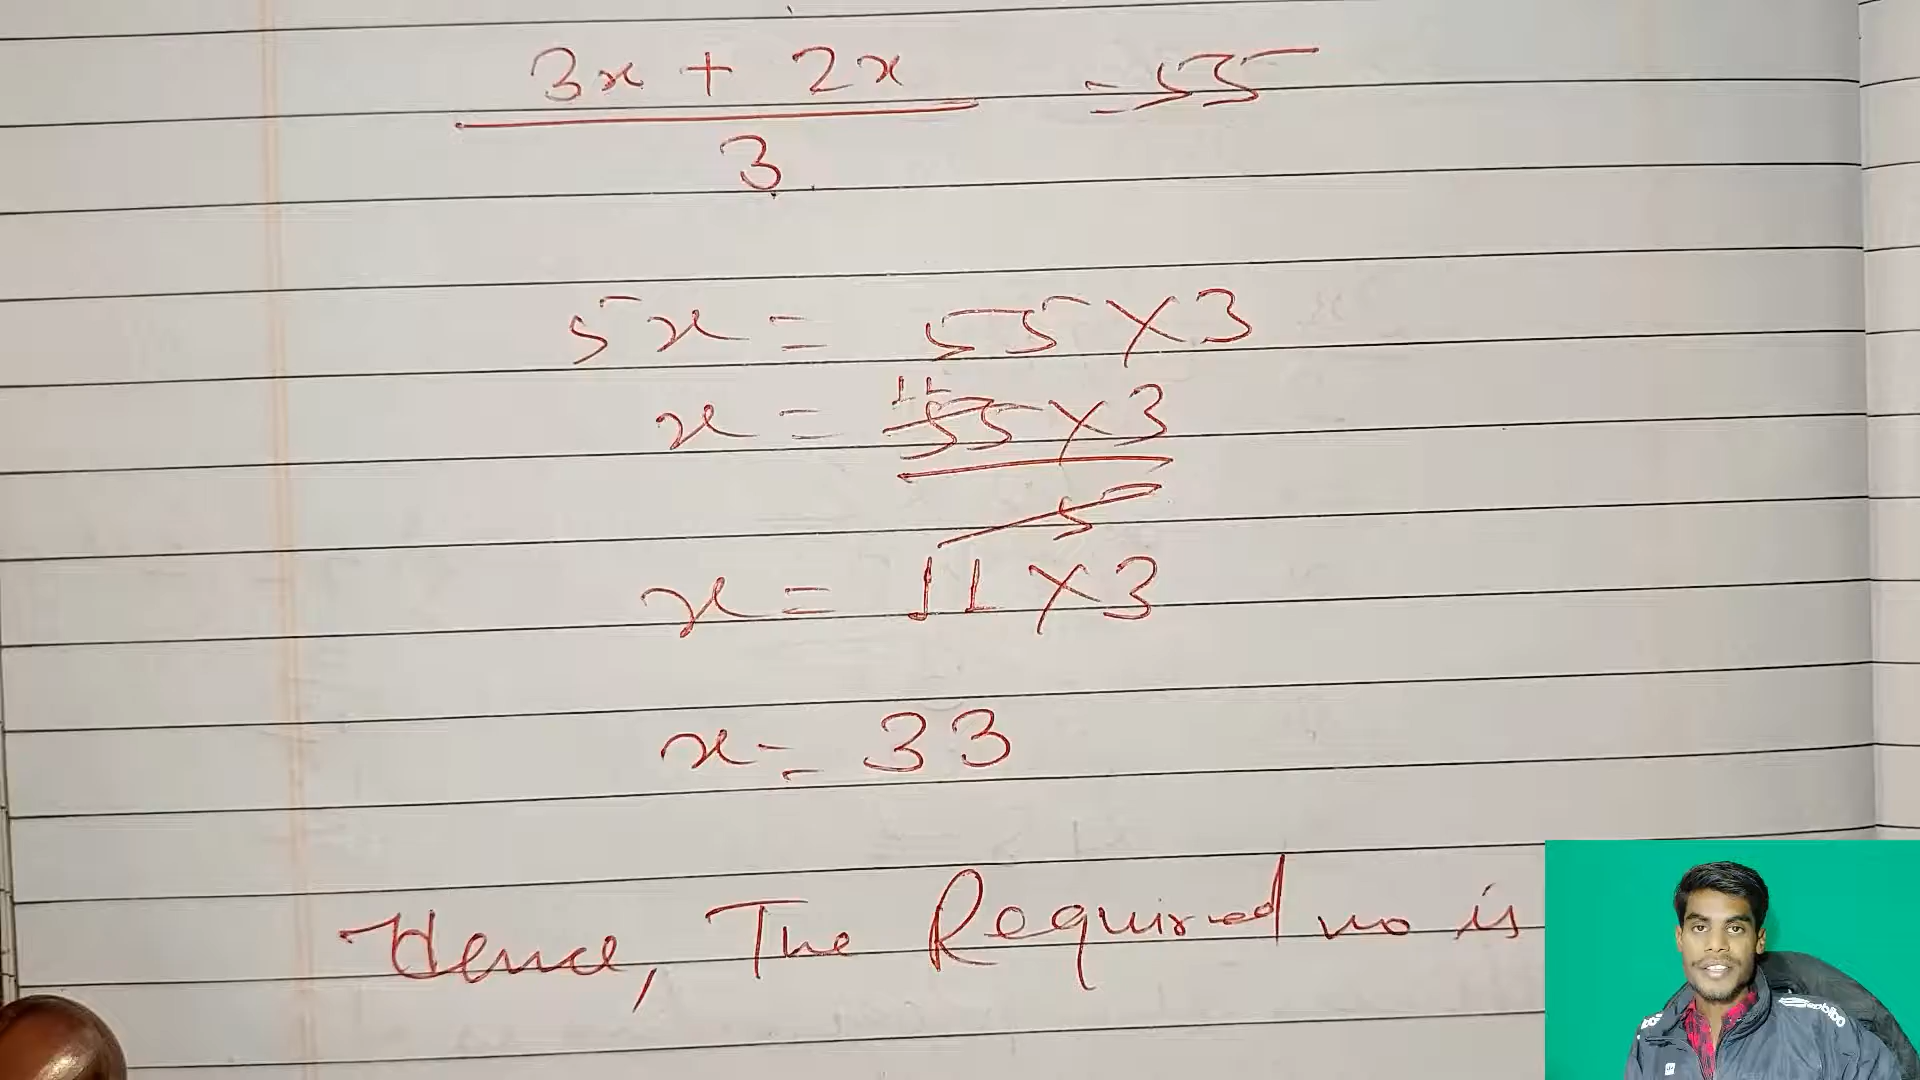 3x + 2x = 55
3
5x = 55 × 3
11
x = 55 × 3
5
x = 11 × 3
x = 33
Hence, The Required no is